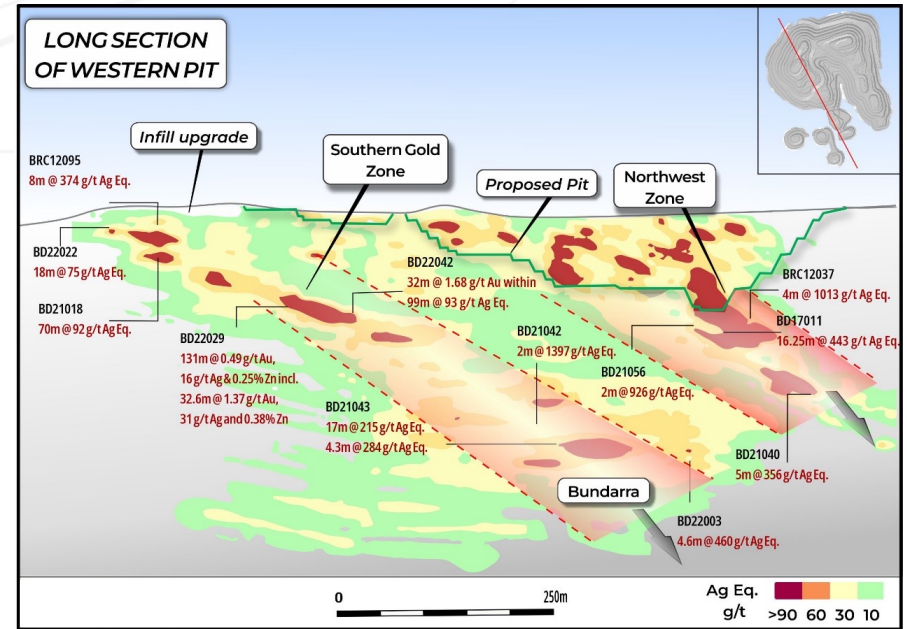 LONG SECTION
OF WESTERN PIT
Infill upgrade
Southern Gold
Zone
Proposed Pit
Northwest
Zone
BRC12095
8m @ 374 g/t Ag Eq.
BD22022
18m @ 75 g/t Ag Eq.
BD21018
70m @ 92 g/t Ag Eq.
BD22029
131m @ 0.49 g/t Au,
16 g/t Ag & 0.25% Zn incl.
32.6m @ 1.37 g/t Au,
31 g/t Ag and 0.38% Zn
BD22042
32m @ 1.68 g/t Au within
99m @ 93 g/t Ag Eq.
BD21042
2m @ 1397 g/t Ag Eq.
BD21043
17m @ 215 g/t Ag Eq.
4.3m @ 284 g/t Ag Eq.
BD21056
2m @ 926 g/t Ag Eq.
BRC12037
4m @ 1013 g/t Ag Eq.
BD17011
16.25m @ 443 g/t Ag Eq.
BD21040
5m @ 356 g/t Ag Eq.
Bundarra
BD22003
4.6m @ 460 g/t Ag Eq.
0 250m
Ag Eq.
g/t >90 60 30 10